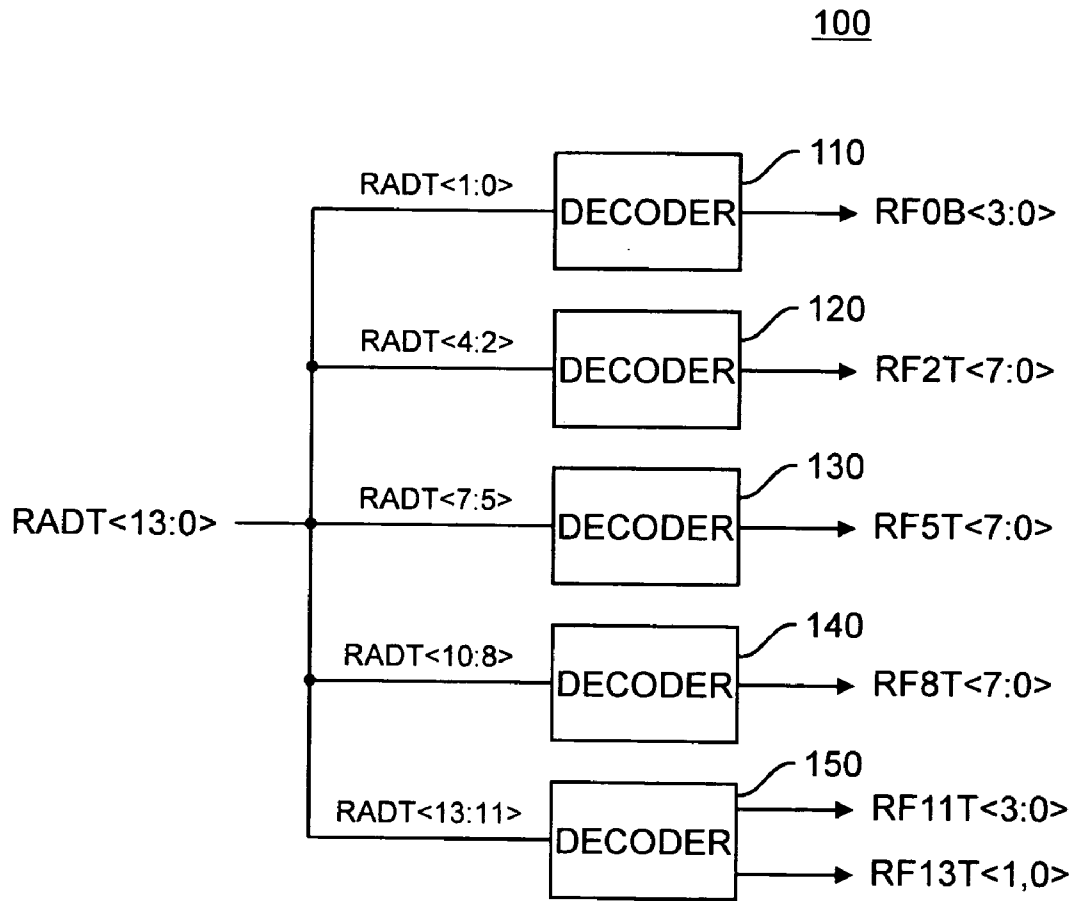 100
110
RADT<1:0>
DECODER
RF0B<3:0>
120
RADT<4:2>
DECODER
RF2T<7:0>
130
RADT<7:5>
RADT<13:0>
DECODER
RF5T<7:0>
140
RADT<10:8>
DECODER
RF8T<7:0>
150
RADT<13:11>
DECODER
RF11T<3:0>
RF13T<1,0>